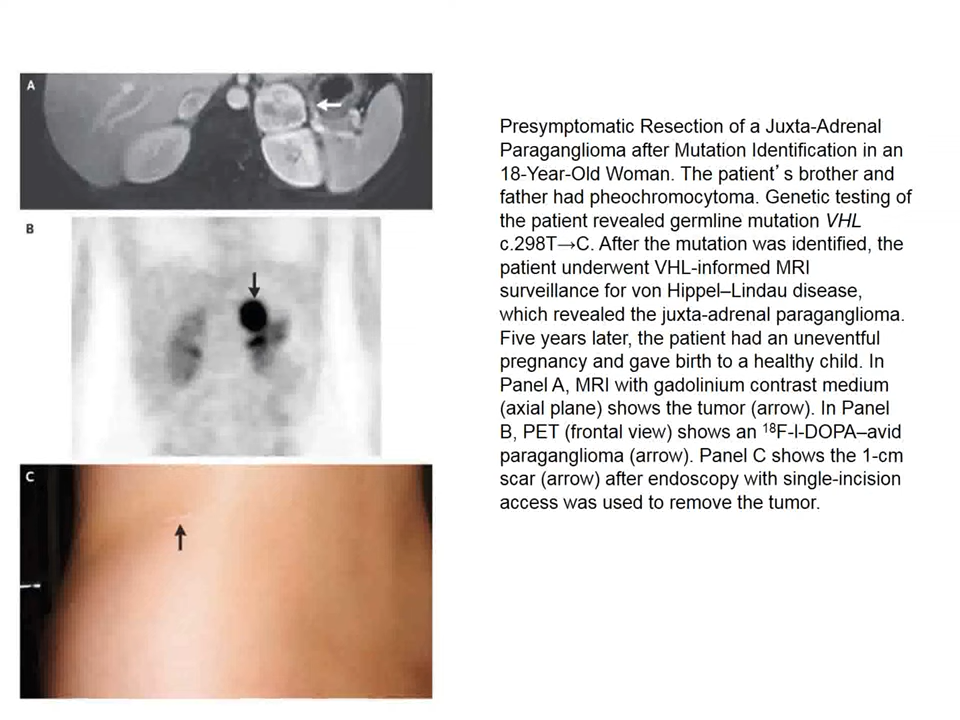 A
B
C
Presymptomatic Resection of a Juxta-Adrenal
Paraganglioma after Mutation Identification in an
18-Year-Old Woman. The patient’s brother and
father had pheochromocytoma. Genetic testing of
the patient revealed germline mutation VHL
c.298T→C. After the mutation was identified, the
patient underwent VHL-informed MRI
surveillance for von Hippel–Lindau disease,
which revealed the juxta-adrenal paraganglioma.
Five years later, the patient had an uneventful
pregnancy and gave birth to a healthy child. In
Panel A, MRI with gadolinium contrast medium
(axial plane) shows the tumor (arrow). In Panel
B, PET (frontal view) shows an ¹⁸F-l-DOPA–avid
paraganglioma (arrow). Panel C shows the 1-cm
scar (arrow) after endoscopy with single-incision
access was used to remove the tumor.